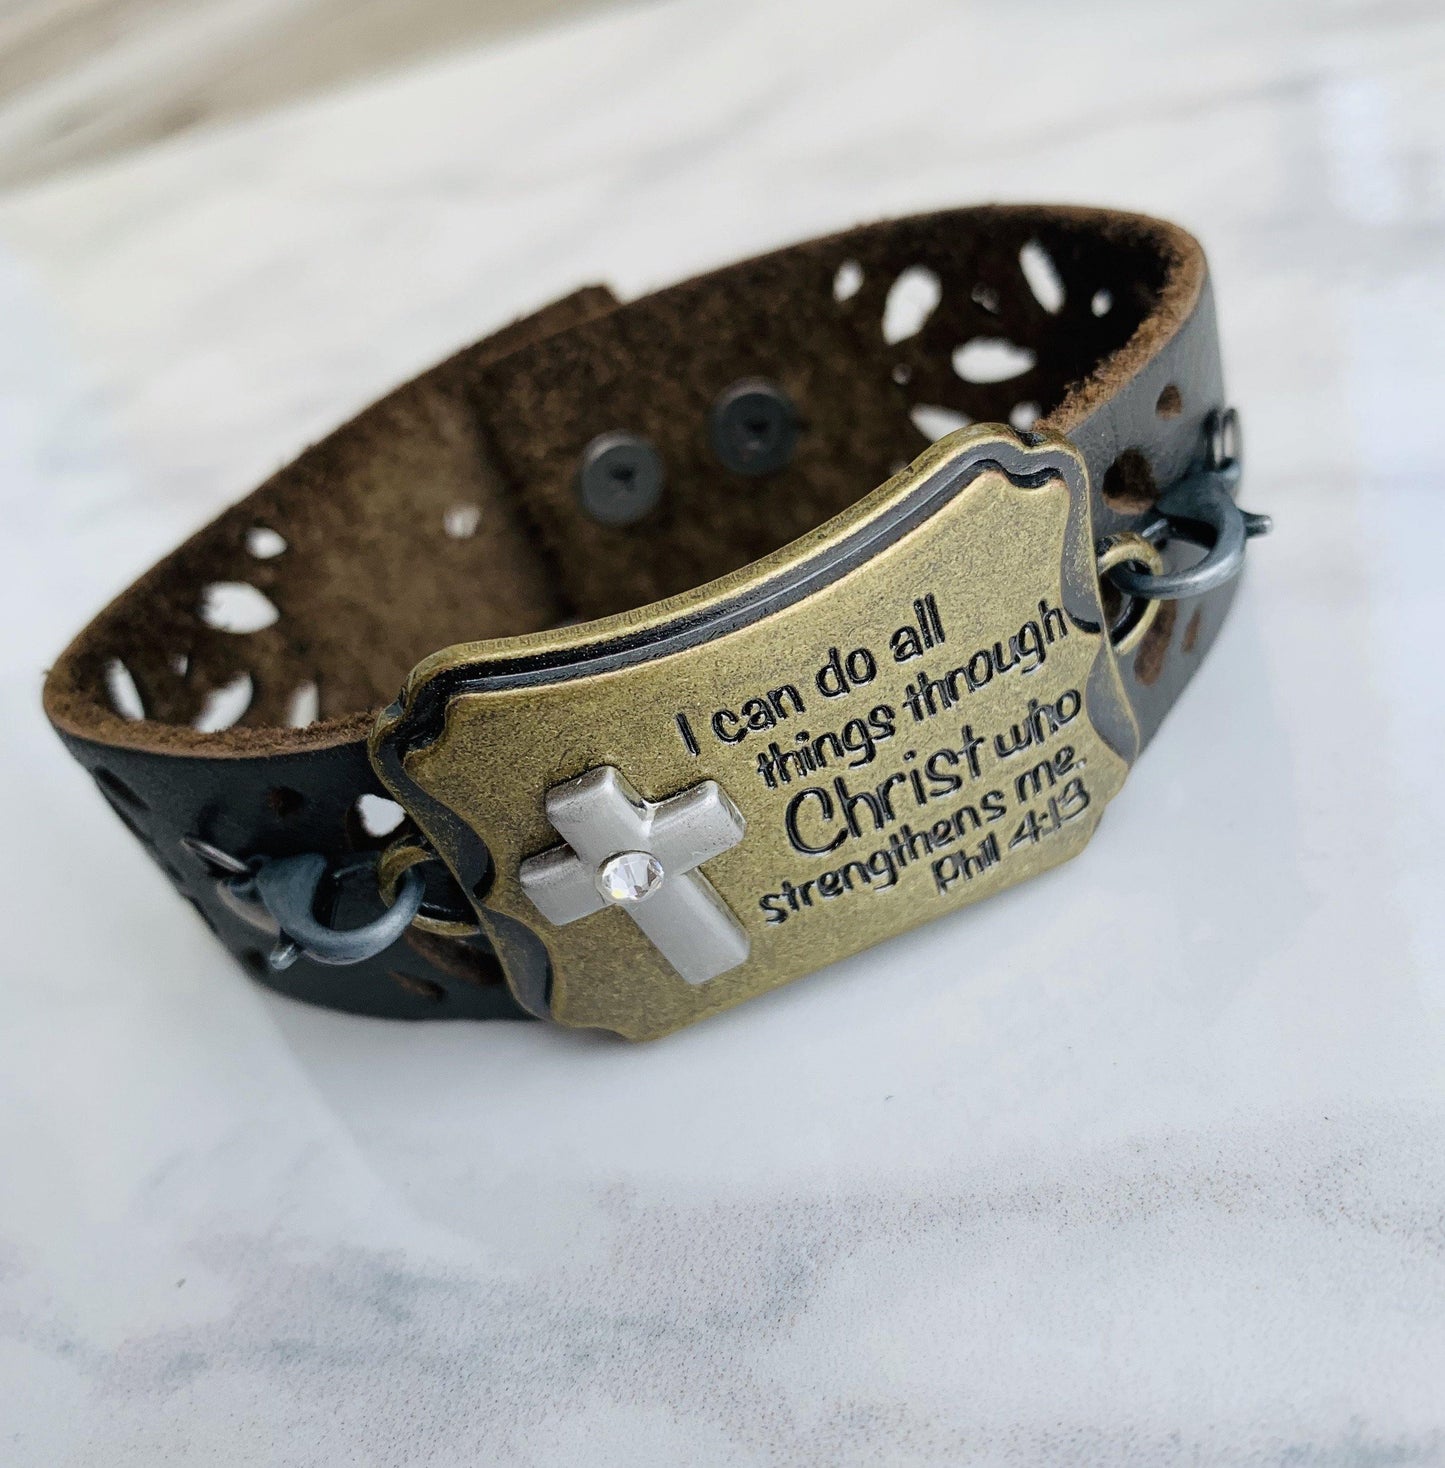 I can do all
things through
Christ who
strengthens me.
Phil 4:13